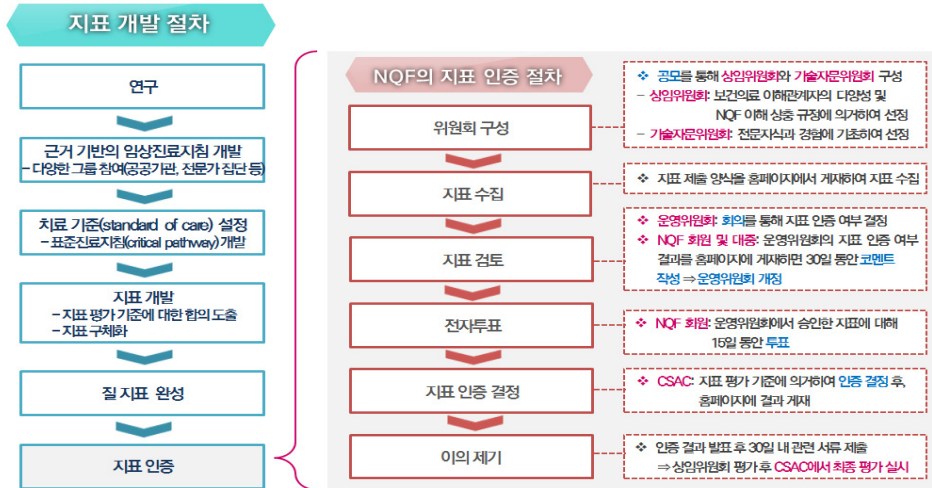 지표 개발 절차
연구
근거 기반의 임상진료지침 개발
– 다양한 그룹 참여(공공기관, 전문가 집단 등)
치료 기준(standard of care) 설정
– 표준진료지침(critical pathway) 개발
지표 개발
– 지표 평가 기준에 대한 합의 도출
– 지표 구체화
질 지표 완성
지표 인증
NQF의 지표 인증 절차
위원회 구성
❖ 공모를 통해 상임위원회와 기술자문위원회 구성
– 상임위원회: 보건의료 이해관계자의 다양성 및
NQF 이해 상충 규정에 의거하여 선정
– 기술자문위원회: 전문지식과 경험에 기초하여 선정
지표 수집
❖ 지표 제출 양식을 홈페이지에서 게재하여 지표 수집
지표 검토
❖ 운영위원회: 회의를 통해 지표 인증 여부 결정
❖ NQF 회원 및 대중: 운영위원회의 지표 인증 여부
결과를 홈페이지에 게재하면 30일 동안 코멘트
작성 ⇒ 운영위원회 개정
전자투표
❖ NQF 회원: 운영위원회에서 승인한 지표에 대해
15일 동안 투표
지표 인증 결정
❖ CSAC: 지표 평가 기준에 의거하여 인증 결정 후,
홈페이지에 결과 게재
이의 제기
❖ 인증 결과 발표 후 30일 내 관련 서류 제출
⇒ 상임위원회 평가 후 CSAC에서 최종 평가 실시